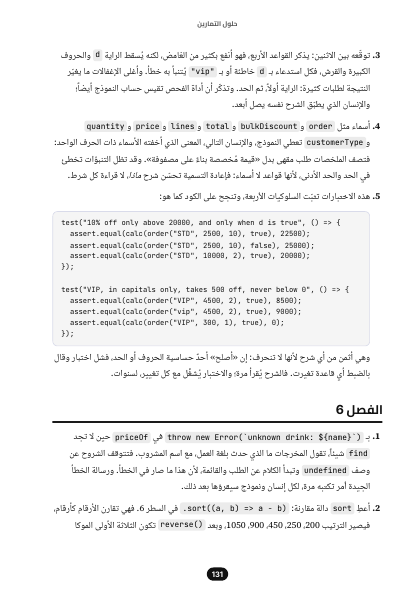 حلول التمارين
3. توقّعه بين الاثنين: يذكر القواعد الأربع، فهو أنفع بكثير من الغامض، لكنه يُسقط الراية d والحروف
الكبيرة والقرش، فكل استدعاء بـ d خاطئة أو بـ "vip" يُتنبأ به خطأً. وأغلى الإغفالات ما يغيّر
النتيجة لطلبات كثيرة: الراية أولاً، ثم الحد. وتذكّر أن أداة الفحص تقيس حساب النموذج أيضاً؛
والإنسان الذي يطبّق الشرح نفسه يصل أبعد.
4. أسماء مثل order و bulkDiscount و total و lines و price و quantity
و customerType تعطي النموذج، والإنسان التالي، المعنى الذي أخفته الأسماء ذات الحرف الواحد:
فتصف الملخصات طلب مقهى بدل «قيمة مُخصصة بناءً على مصفوفة». وقد تظل التنبؤات تخطئ
في الحد والحد الأدنى، لأنها قواعد لا أسماء: فإعادة التسمية تحسّن شرح ماذا، لا قراءة كل شرط.
5. هذه الاختبارات تثبّت السلوكيات الأربعة، وتنجح على الكود كما هو:
test("10% off only above 20000, and only when d is true", () => {
assert.equal(calc(order("STD", 2500, 10), true), 22500);
assert.equal(calc(order("STD", 2500, 10), false), 25000);
assert.equal(calc(order("STD", 10000, 2), true), 20000);
});
test("VIP, in capitals only, takes 500 off, never below 0", () => {
assert.equal(calc(order("VIP", 4500, 2), true), 8500);
assert.equal(calc(order("vip", 4500, 2), true), 9000);
assert.equal(calc(order("VIP", 300, 1), true), 0);
});
وهي أثمن من أي شرح لأنها لا تنحرف: إن «أصلح» أحدٌ حساسية الحروف أو الحد، فشل اختبار وقال
بالضبط أي قاعدة تغيرت. فالشرح يُقرأ مرة؛ والاختبار يُشغَّل مع كل تغيير، لسنوات.
الفصل 6
1. بـ throw new Error(`unknown drink: ${name}`) في priceOf حين لا تجد
find شيئاً، تقول المخرجات ما الذي حدث بلغة العمل، مع اسم المشروب. فتتوقف الشروح عن
وصف undefined وتبدأ الكلام عن الطلب والقائمة، لأن هذا ما صار في الخطأ. ورسالة الخطأ
الجيدة أمر تكتبه مرة، لكل إنسان ونموذج سيقرؤها بعد ذلك.
2. أعطِ sort دالة مقارنة: .sort((a, b) => a - b) في السطر 6. فهي تقارن الأرقام كأرقام،
فيصير الترتيب 200، 250، 450، 900، 1050، وبعد reverse() تكون الثلاثة الأولى الموكا
131